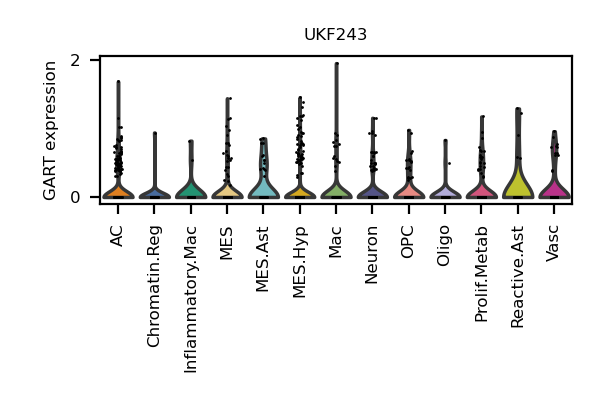 UKF243
GART expression
2
0
AC
Chromatin.Reg
Inflammatory.Mac
MES
MES.Ast
MES.Hyp
Mac
Neuron
OPC
Oligo
Prolif.Metab
Reactive.Ast
Vasc